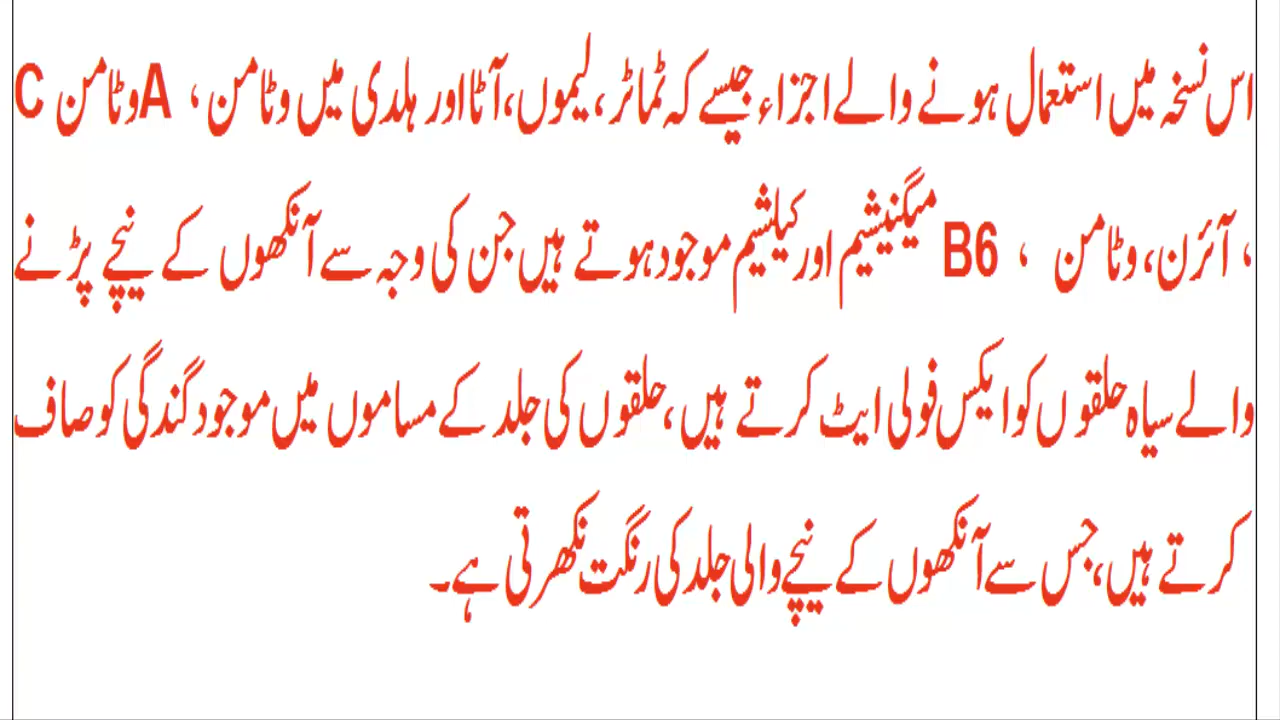 اس نسخہ میں استعمال ہونے والے اجزاء جیسے کہ ٹماٹر، لیموں، آٹا اور ہلدی میں وٹامن A، وٹامن C
، آئرن، وٹامن B6، میگنیشیم اور کیلشیم موجود ہوتے ہیں جن کی وجہ سے آنکھوں کے نیچے پڑنے
والے سیاہ حلقوں کو ایکس فولی ایٹ کرتے ہیں، حلقوں کی جلد کے مساموں میں موجود گندگی کو صاف
کرتے ہیں، جس سے آنکھوں کے نیچے والی جلد کی رنگت نکھرتی ہے۔